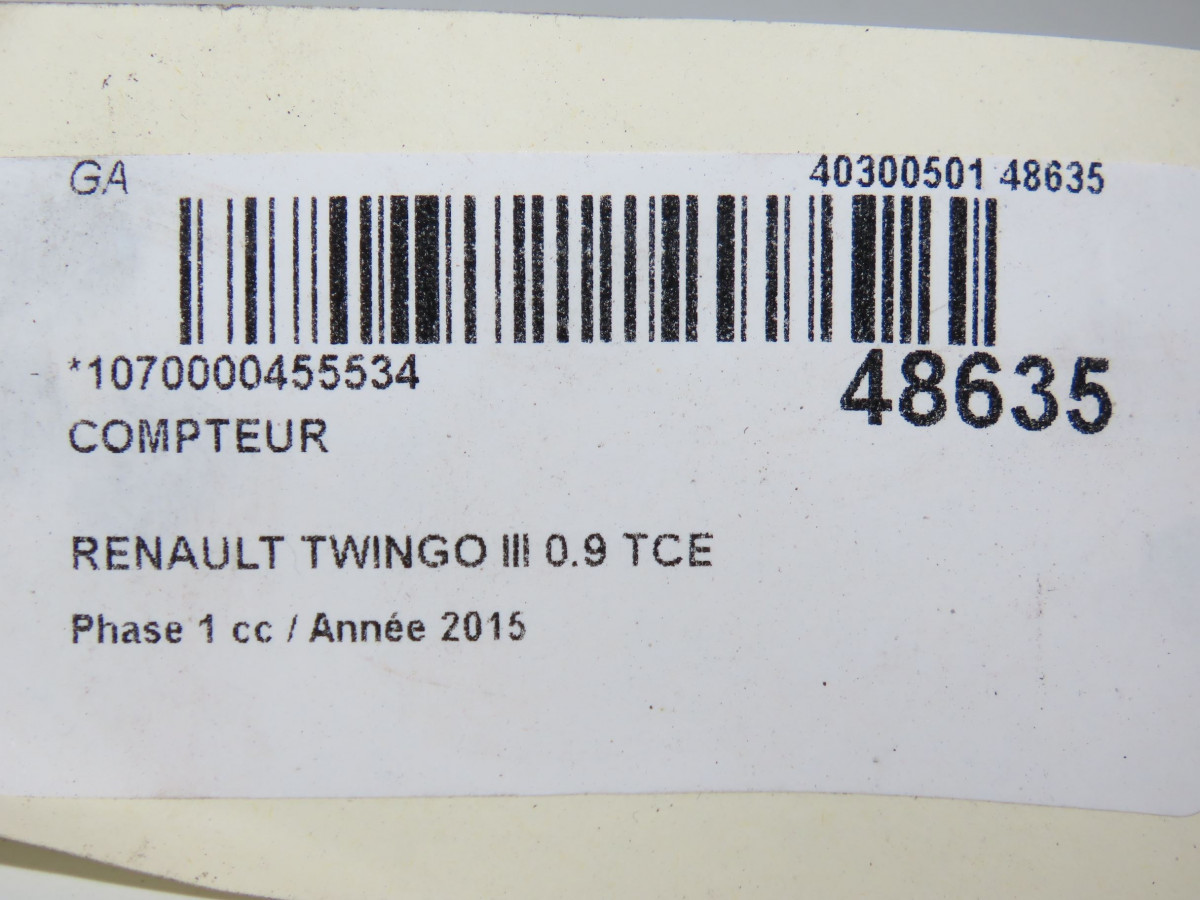 GA 40300501 48635
*1070000455534 48635
COMPTEUR
RENAULT TWINGO III 0.9 TCE
Phase 1 cc / Année 2015